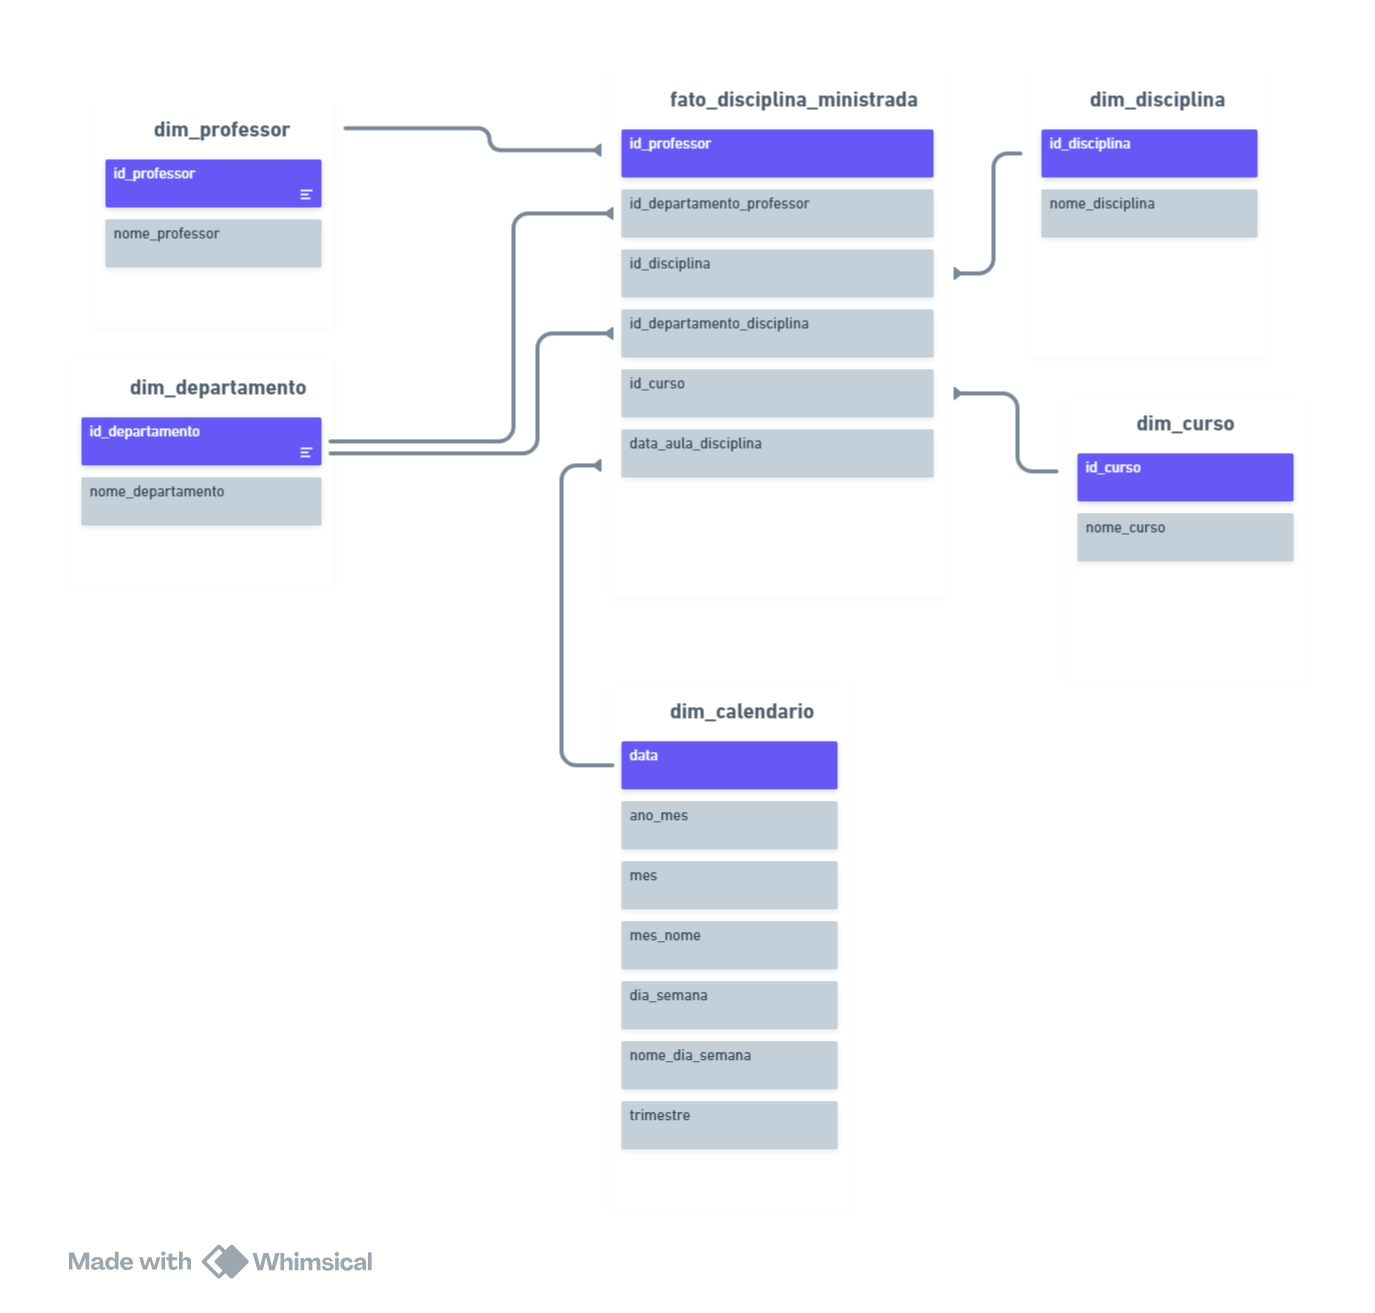 dim_professor
id_professor
nome_professor
dim_departamento
id_departamento
nome_departamento
fato_disciplina_ministrada
id_professor
id_departamento_professor
id_disciplina
id_departamento_disciplina
id_curso
data_aula_disciplina
dim_disciplina
id_disciplina
nome_disciplina
dim_curso
id_curso
nome_curso
dim_calendario
data
ano_mes
mes
mes_nome
dia_semana
nome_dia_semana
trimestre
Made with Whimsical